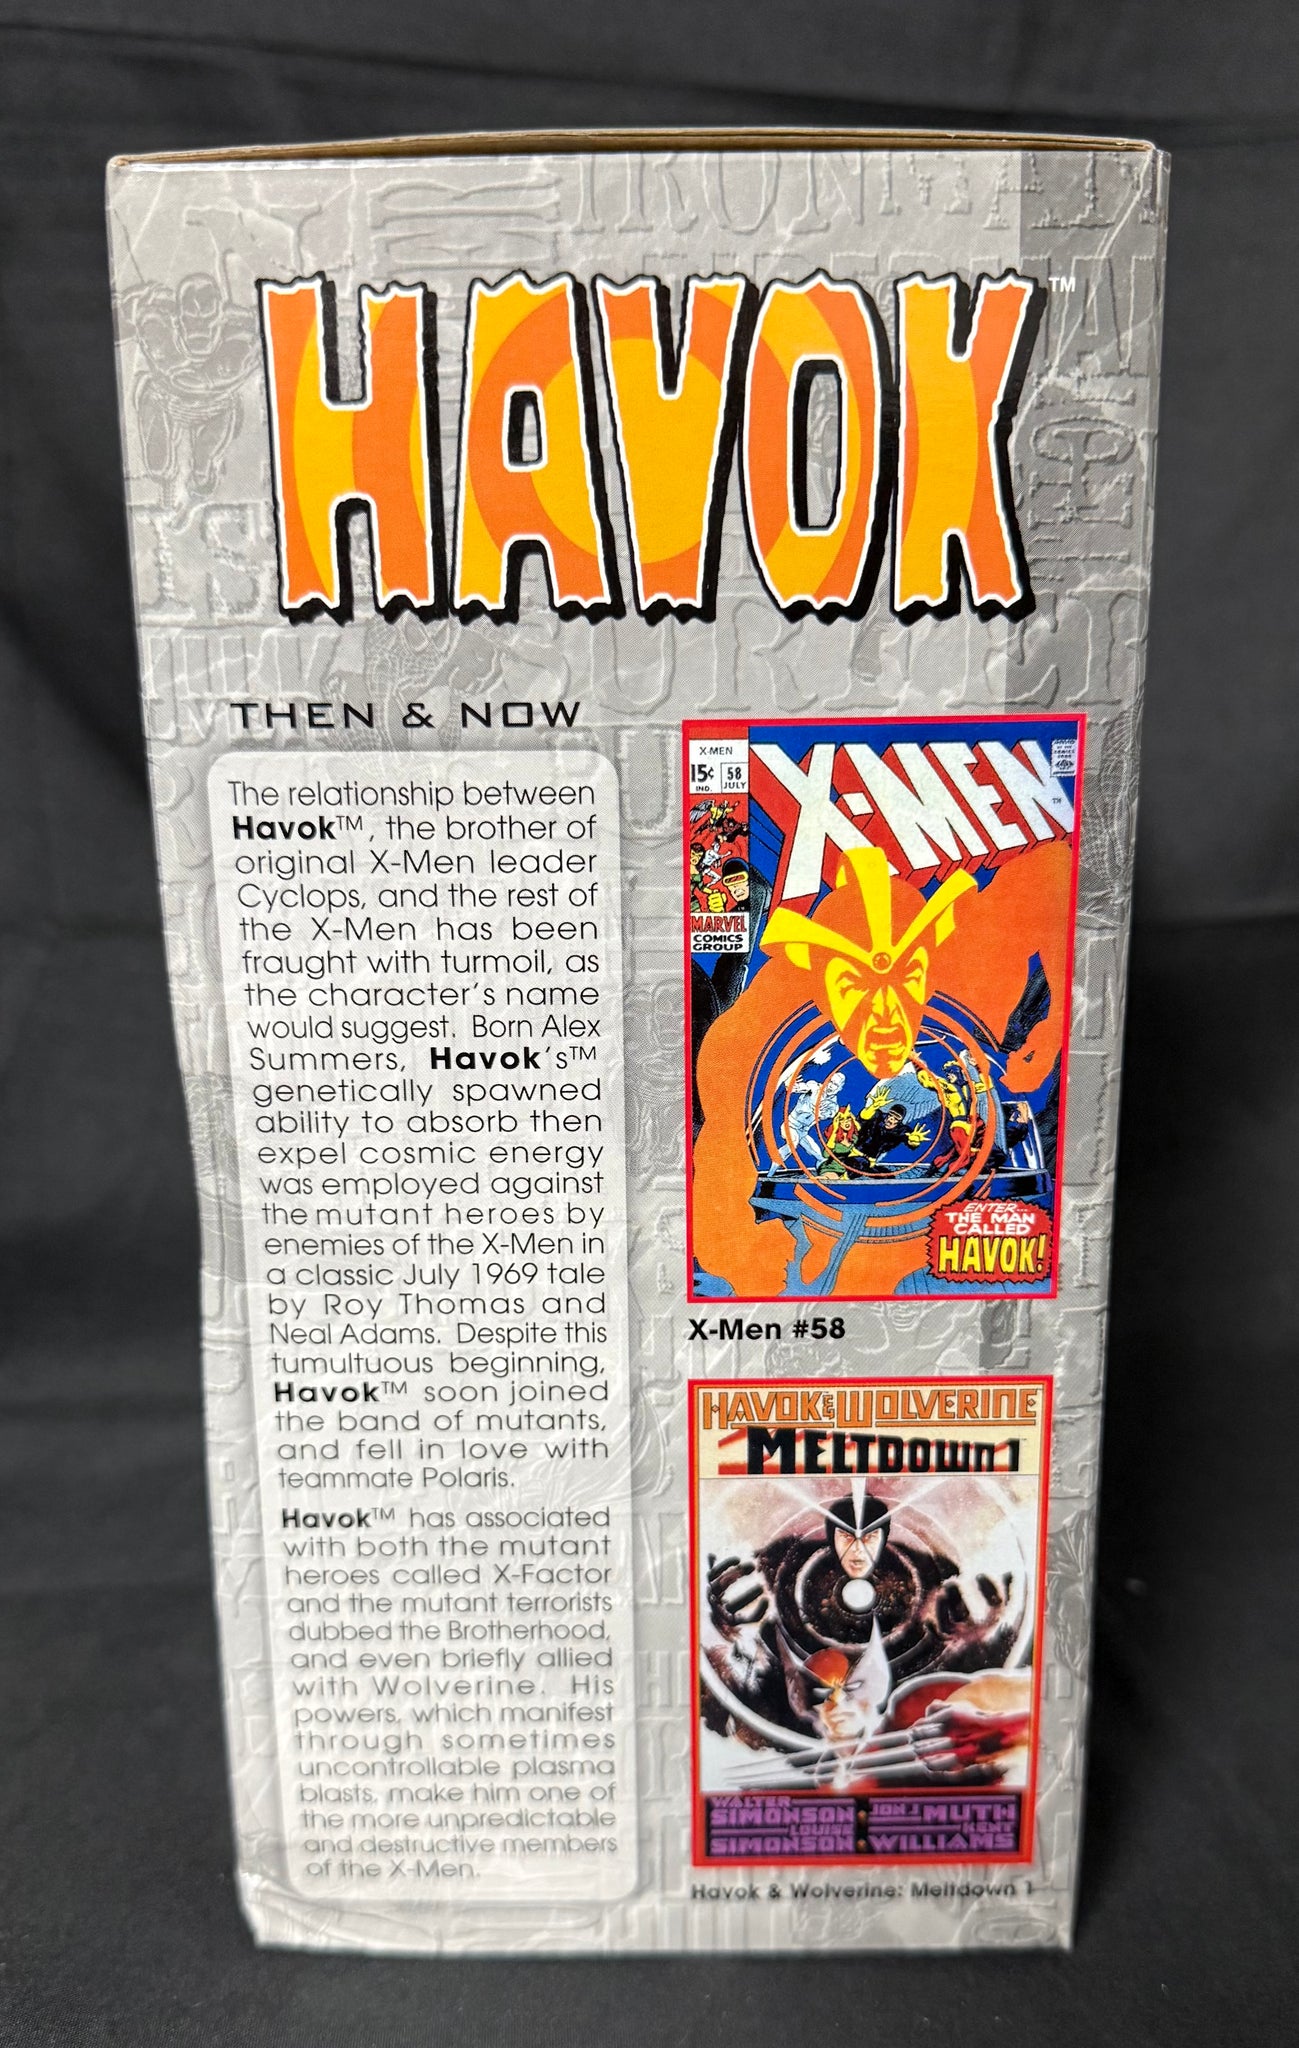 HAVOK™
THEN & NOW
The relationship between
Havok™, the brother of
original X-Men leader
Cyclops, and the rest of
the X-Men has been
fraught with turmoil, as
the character's name
would suggest. Born Alex
Summers, Havok's™
genetically spawned
ability to absorb then
expel cosmic energy
was employed against
the mutant heroes by
enemies of the X-Men in
a classic July 1969 tale
by Roy Thomas and
Neal Adams. Despite this
tumultuous beginning,
Havok™ soon joined
the band of mutants,
and fell in love with
teammate Polaris.
Havok™ has associated
with both the mutant
heroes called X-Factor
and the mutant terrorists
dubbed the Brotherhood,
and even briefly allied
with Wolverine. His
powers, which manifest
through sometimes
uncontrollable plasma
blasts, make him one of
the more unpredictable
and destructive members
of the X-Men.
X-MEN
15¢ 58
IND. JULY
MARVEL
COMICS
GROUP
X-MEN™
ENTER...
THE MAN
CALLED
HAVOK!
X-Men #58
HAVOK & WOLVERINE
MELTDOWN 1
WALTER
SIMONSON
LOUISE
SIMONSON
JON J MUTH
KENT
WILLIAMS
Havok & Wolverine: Meltdown 1